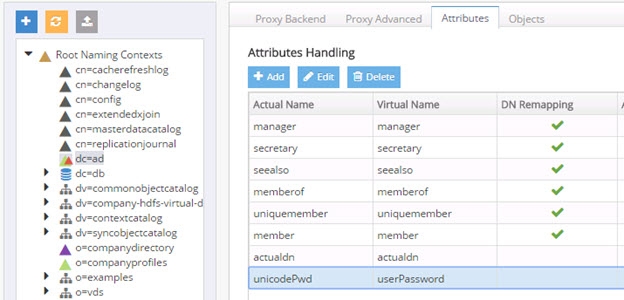 Root Naming Contexts
cn=cacherefreshlog
cn=changelog
cn=config
cn=extendedxjoin
cn=masterdatacatalog
cn=replicationjournal
dc=ad
dc=db
dv=commonobjectcatalog
dv=company-hdfs-virtual-d
dv=contextcatalog
dv=syncobjectcatalog
o=companydirectory
o=companyprofiles
o=examples
o=vds
Proxy Backend Proxy Advanced Attributes Objects
Attributes Handling
Add Edit Delete
Actual Name Virtual Name DN Remapping
manager manager
secretary secretary
seealso seealso
memberof memberof
uniquemember uniquemember
member member
actualdn actualdn
unicodePwd userPassword